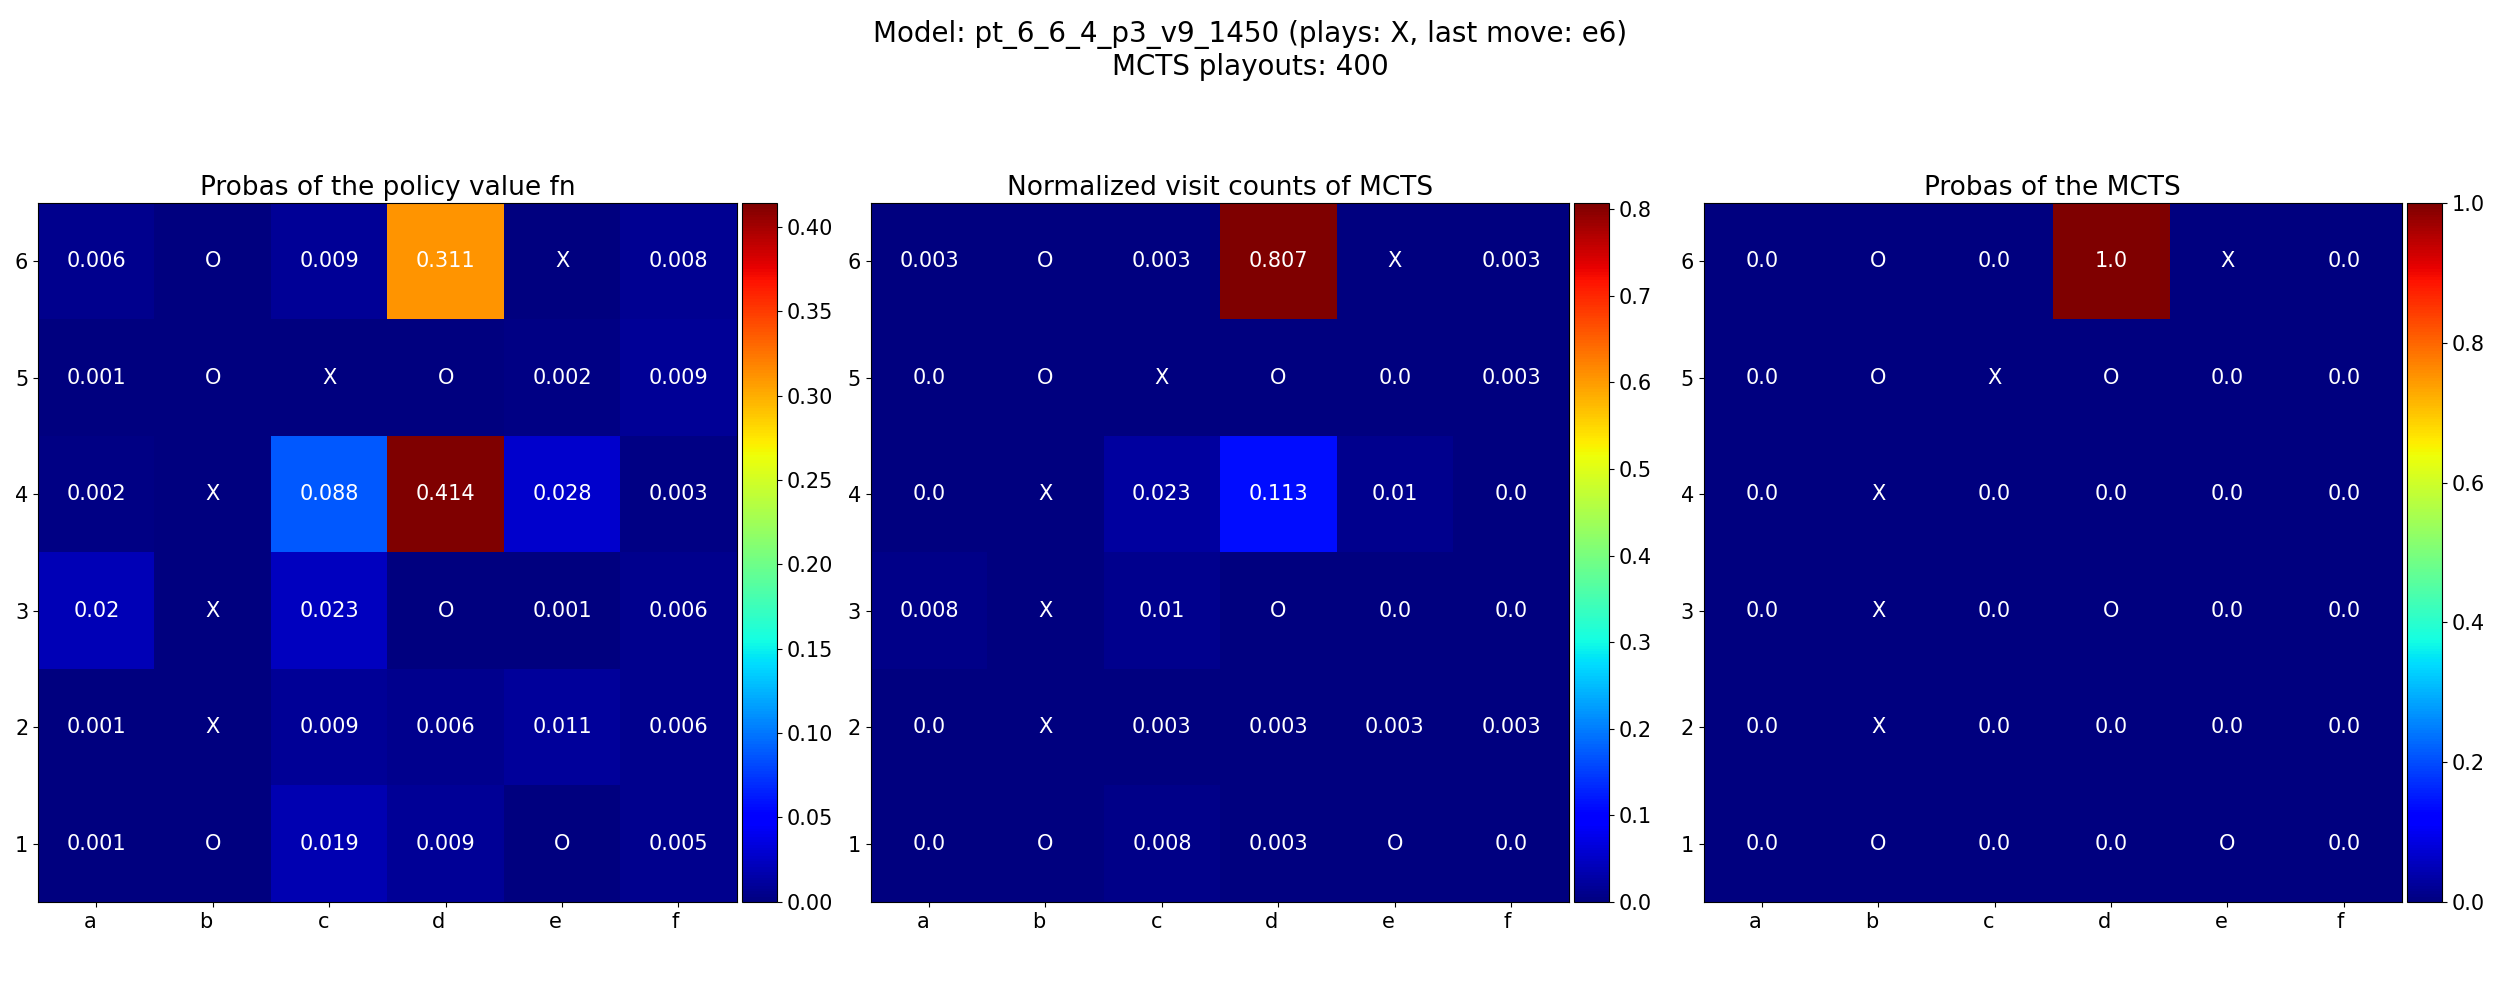 Model: pt_6_6_4_p3_v9_1450 (plays: X, last move: e6)
MCTS playouts: 400
Probas of the policy value fn
6 0.006 O 0.009 0.311 X 0.008
5 0.001 O X O 0.002 0.009
4 0.002 X 0.088 0.414 0.028 0.003
3 0.02 X 0.023 O 0.001 0.006
2 0.001 X 0.009 0.006 0.011 0.006
1 0.001 O 0.019 0.009 O 0.005
a b c d e f
0.40
0.35
0.30
0.25
0.20
0.15
0.10
0.05
0.00
Normalized visit counts of MCTS
6 0.003 O 0.003 0.807 X 0.003
5 0.0 O X O 0.0 0.003
4 0.0 X 0.023 0.113 0.01 0.0
3 0.008 X 0.01 O 0.0 0.0
2 0.0 X 0.003 0.003 0.003 0.003
1 0.0 O 0.008 0.003 O 0.0
a b c d e f
0.8
0.7
0.6
0.5
0.4
0.3
0.2
0.1
0.0
Probas of the MCTS
6 0.0 O 0.0 1.0 X 0.0
5 0.0 O X O 0.0 0.0
4 0.0 X 0.0 0.0 0.0 0.0
3 0.0 X 0.0 O 0.0 0.0
2 0.0 X 0.0 0.0 0.0 0.0
1 0.0 O 0.0 0.0 O 0.0
a b c d e f
1.0
0.8
0.6
0.4
0.2
0.0